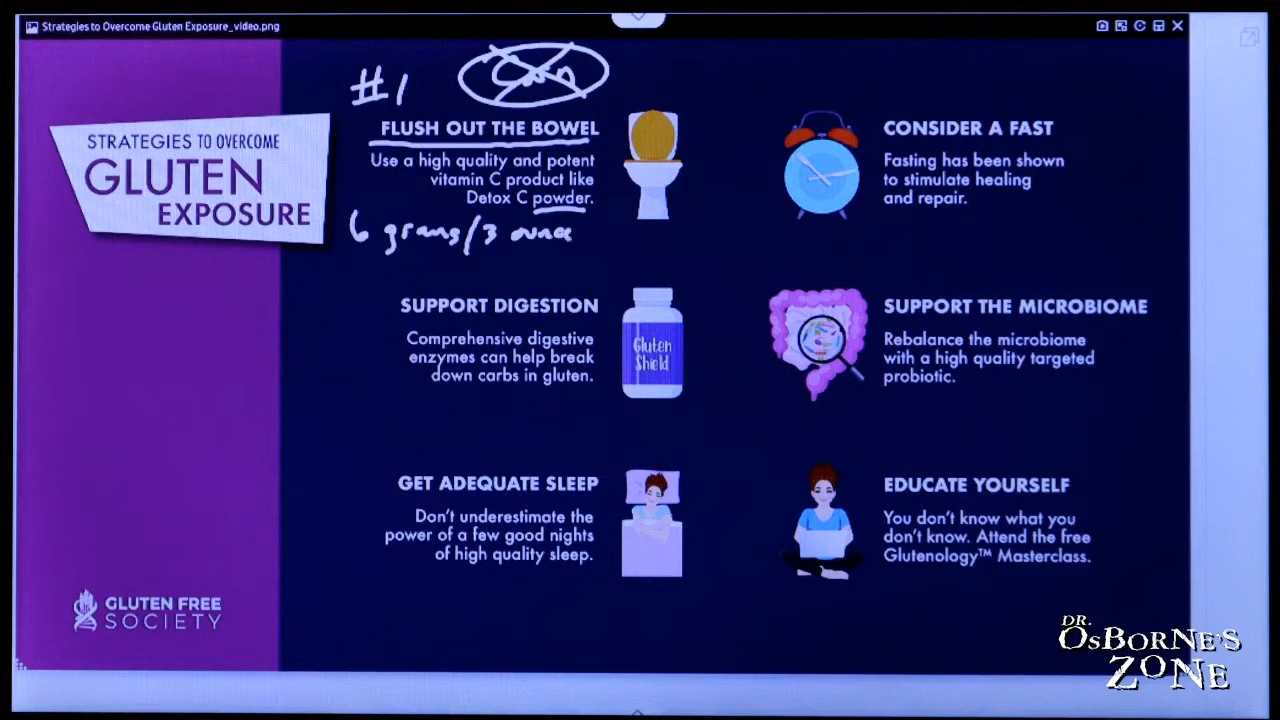 Strategies to Overcome Gluten Exposure_video.png
STRATEGIES TO OVERCOME
GLUTEN
EXPOSURE
#1
Corn
FLUSH OUT THE BOWEL
Use a high quality and potent
vitamin C product like
Detox C powder.
6 grams/3 ounce
CONSIDER A FAST
Fasting has been shown
to stimulate healing
and repair.
SUPPORT DIGESTION
Comprehensive digestive
enzymes can help break
down carbs in gluten.
Gluten
Shield
SUPPORT THE MICROBIOME
Rebalance the microbiome
with a high quality targeted
probiotic.
GET ADEQUATE SLEEP
Don't underestimate the
power of a few good nights
of high quality sleep.
EDUCATE YOURSELF
You don't know what you
don't know. Attend the free
Glutenology™ Masterclass.
GLUTEN FREE
SOCIETY
DR.
OSBORNE'S
ZONE